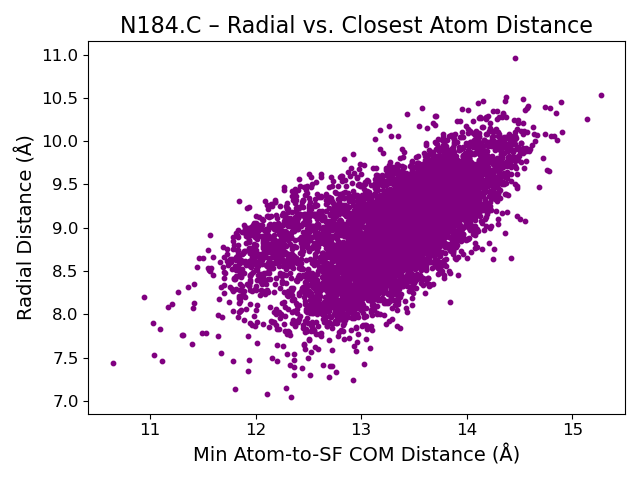 N184.C – Radial vs. Closest Atom Distance
11.0
10.5
10.0
9.5
9.0
8.5
8.0
7.5
7.0
Radial Distance (Å)
11 12 13 14 15
Min Atom-to-SF COM Distance (Å)